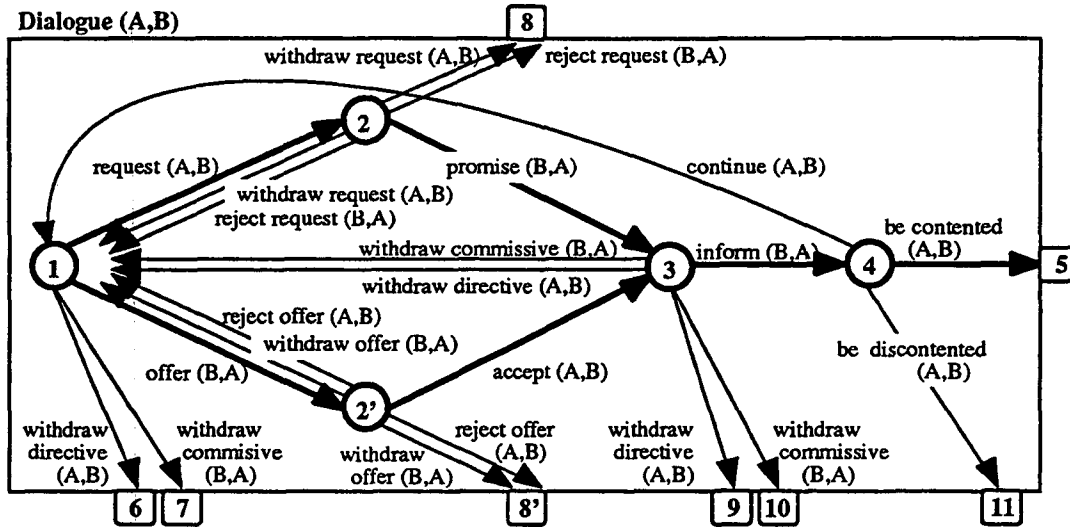 Dialogue (A,B)
8
withdraw request (A,B)
reject request (B,A)
2
request (A,B)
promise (B,A)
continue (A,B)
withdraw request (A,B)
reject request (B,A)
be contented
(A,B)
withdraw commissive (B,A)
1
3
inform (B,A)
4
5
withdraw directive (A,B)
reject offer (A,B)
withdraw offer (B,A)
be discontented
(A,B)
offer (B,A)
accept (A,B)
2'
withdraw
directive
(A,B)
withdraw
commisive
(B,A)
withdraw
offer (B,A)
reject offer
(A,B)
withdraw
directive
(A,B)
withdraw
commissive
(B,A)
6
7
8'
9
10
11